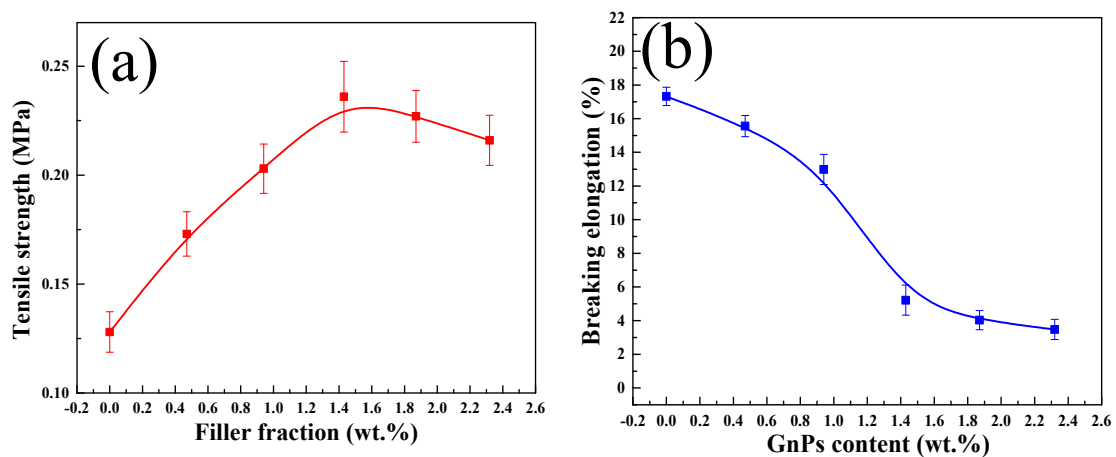 (a)
Tensile strength (MPa)
0.25
0.20
0.15
0.10
-0.2 0.0 0.2 0.4 0.6 0.8 1.0 1.2 1.4 1.6 1.8 2.0 2.2 2.4 2.6
Filler fraction (wt.%)
(b)
Breaking elongation (%)
22
20
18
16
14
12
10
8
6
4
2
0
-0.2 0.0 0.2 0.4 0.6 0.8 1.0 1.2 1.4 1.6 1.8 2.0 2.2 2.4 2.6
GnPs content (wt.%)